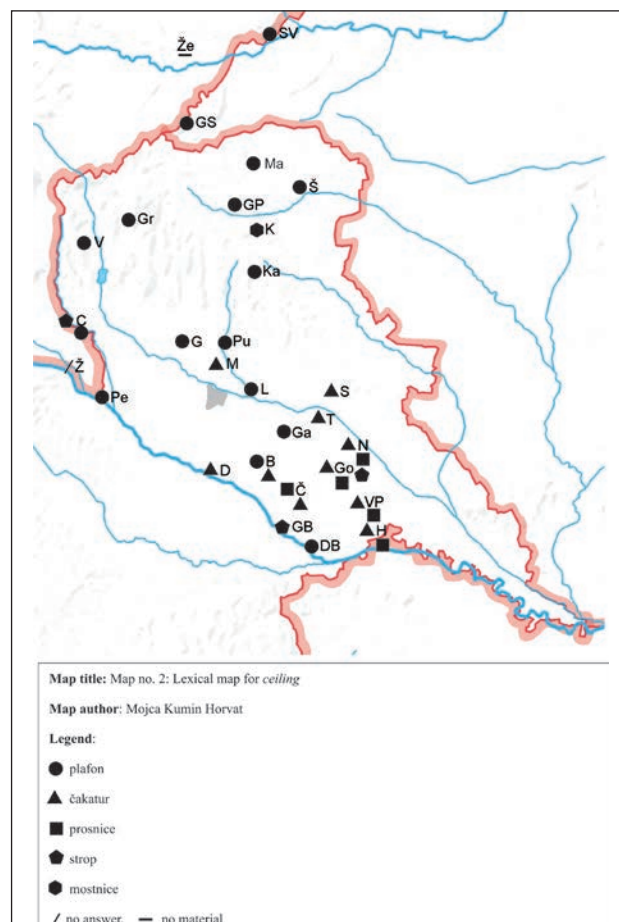 SV
Že
GS
Ma
Š
GP
Gr
K
V
Ka
C
G
Pu
M
Ž
L
S
Pe
T
Ga
N
B
Go
D
Č
VP
GB
H
DB
Map title: Map no. 2: Lexical map for ceiling
Map author: Mojca Kumin Horvat
Legend:
plafon
čakatur
prosnice
strop
mostnice
/ no answer, — no material